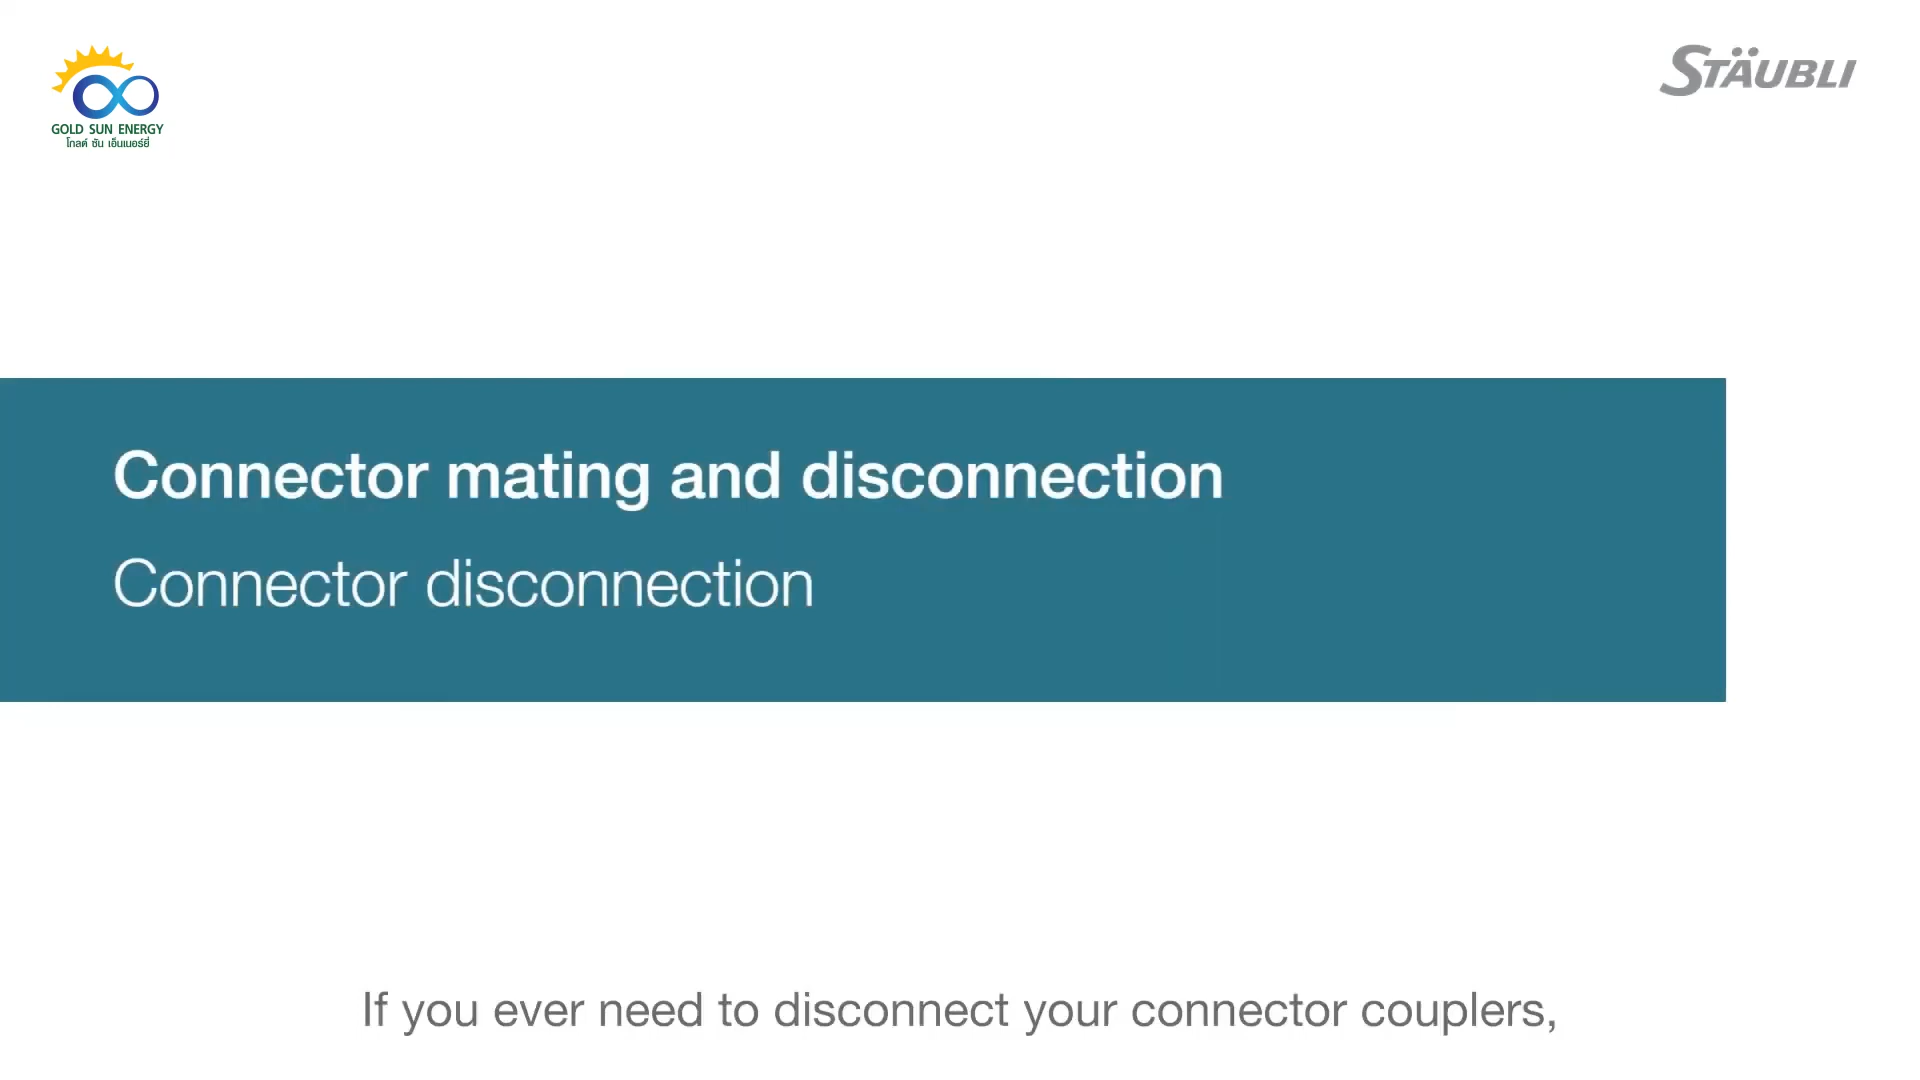 GOLD SUN ENERGY
โกลด์ ซัน เอ็นเนอร์ยี่
STÄUBLI
Connector mating and disconnection
Connector disconnection
If you ever need to disconnect your connector couplers,